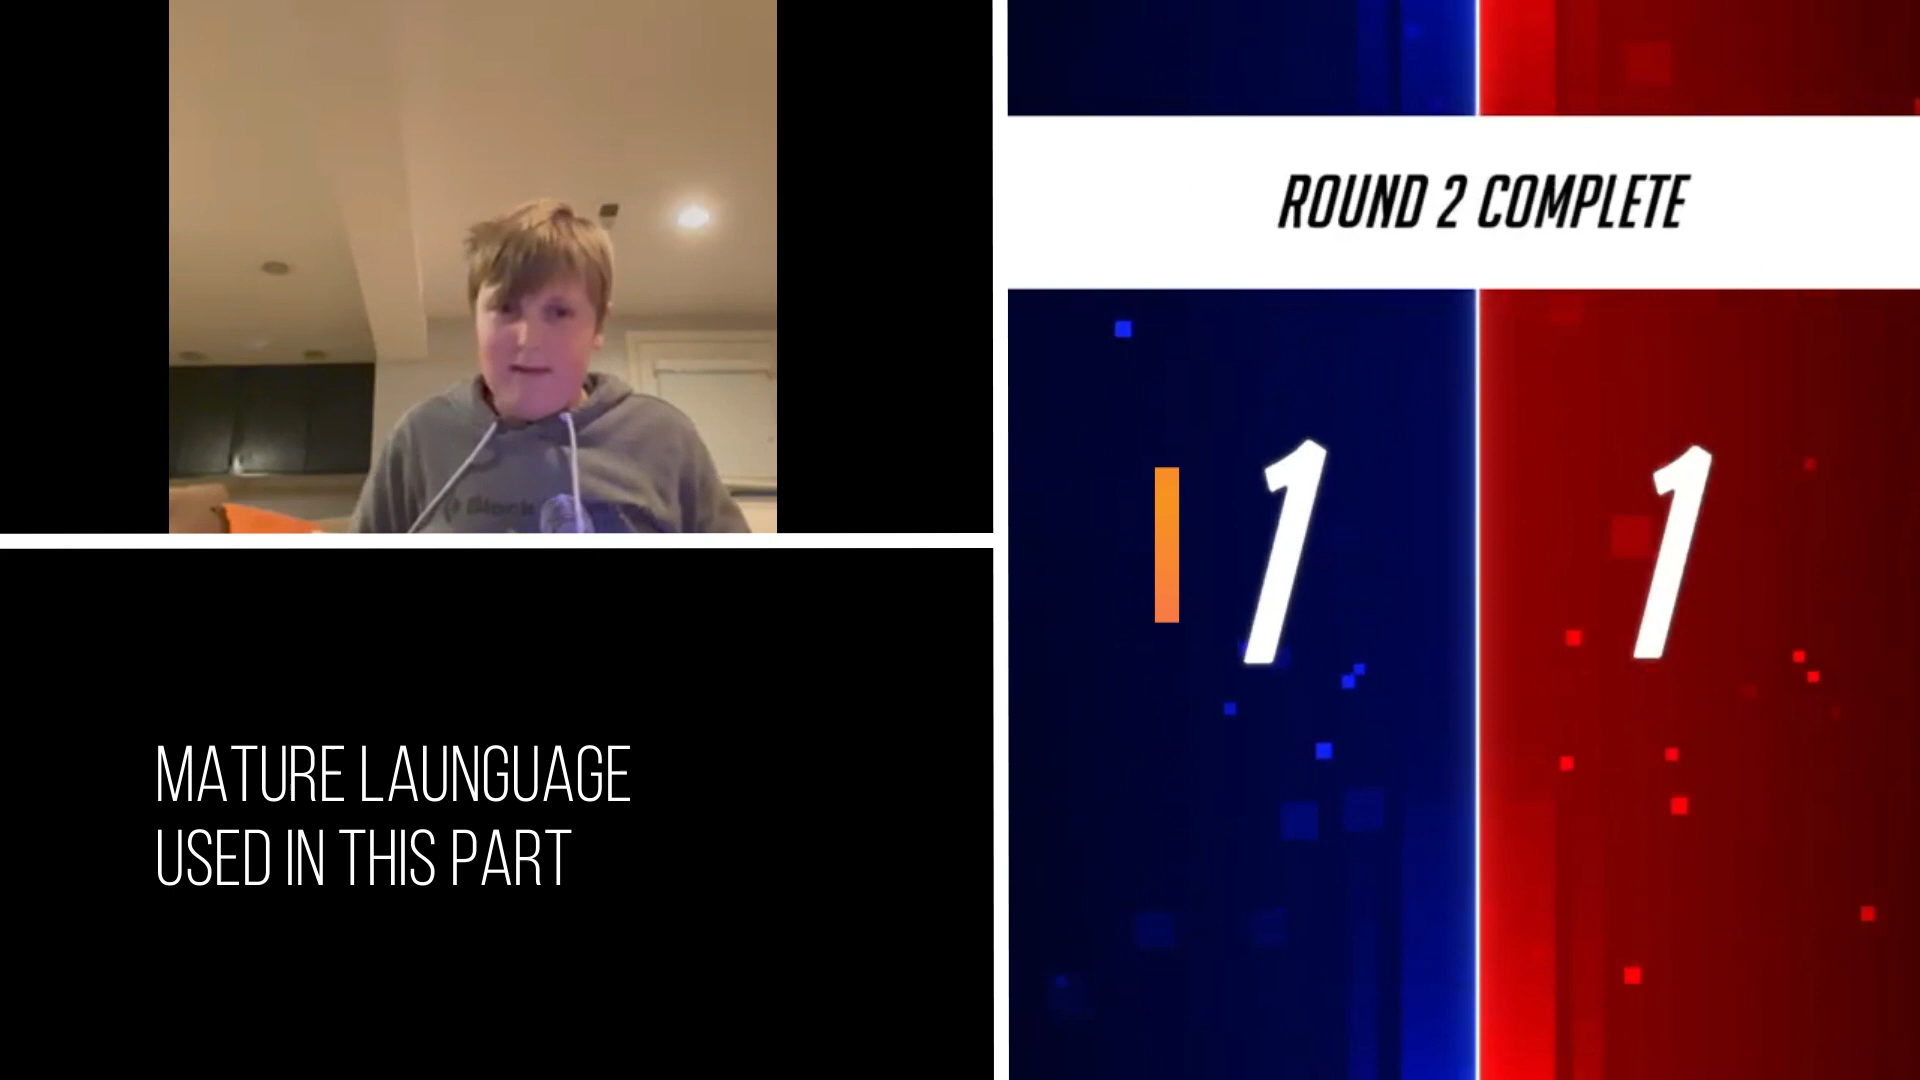 ROUND 2 COMPLETE
1 1
MATURE LAUNGUAGE
USED IN THIS PART